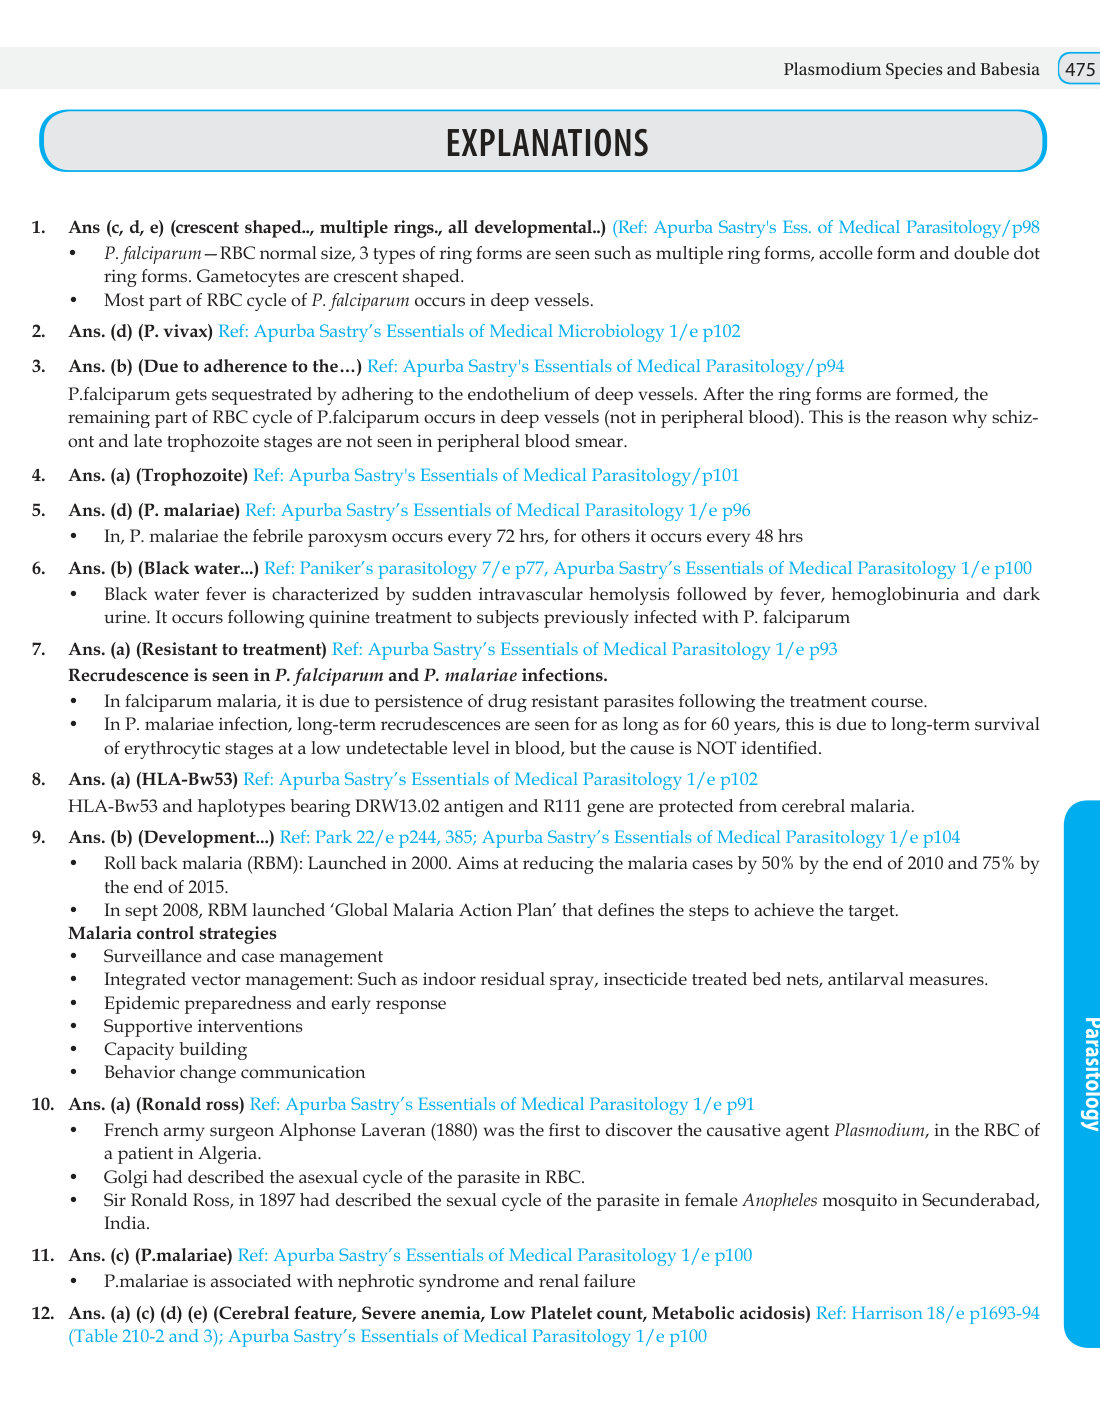 Plasmodium Species and Babesia 475
EXPLANATIONS
1. Ans (c, d, e) (crescent shaped.., multiple rings., all developmental..) (Ref: Apurba Sastry's Ess. of Medical Parasitology/p98
• P. falciparum—RBC normal size, 3 types of ring forms are seen such as multiple ring forms, accolle form and double dot
ring forms. Gametocytes are crescent shaped.
• Most part of RBC cycle of P. falciparum occurs in deep vessels.
2. Ans. (d) (P. vivax) Ref: Apurba Sastry’s Essentials of Medical Microbiology 1/e p102
3. Ans. (b) (Due to adherence to the…) Ref: Apurba Sastry's Essentials of Medical Parasitology/p94
P.falciparum gets sequestrated by adhering to the endothelium of deep vessels. After the ring forms are formed, the
remaining part of RBC cycle of P.falciparum occurs in deep vessels (not in peripheral blood). This is the reason why schiz-
ont and late trophozoite stages are not seen in peripheral blood smear.
4. Ans. (a) (Trophozoite) Ref: Apurba Sastry's Essentials of Medical Parasitology/p101
5. Ans. (d) (P. malariae) Ref: Apurba Sastry’s Essentials of Medical Parasitology 1/e p96
• In, P. malariae the febrile paroxysm occurs every 72 hrs, for others it occurs every 48 hrs
6. Ans. (b) (Black water...) Ref: Paniker’s parasitology 7/e p77, Apurba Sastry’s Essentials of Medical Parasitology 1/e p100
• Black water fever is characterized by sudden intravascular hemolysis followed by fever, hemoglobinuria and dark
urine. It occurs following quinine treatment to subjects previously infected with P. falciparum
7. Ans. (a) (Resistant to treatment) Ref: Apurba Sastry’s Essentials of Medical Parasitology 1/e p93
Recrudescence is seen in P. falciparum and P. malariae infections.
• In falciparum malaria, it is due to persistence of drug resistant parasites following the treatment course.
• In P. malariae infection, long-term recrudescences are seen for as long as for 60 years, this is due to long-term survival
of erythrocytic stages at a low undetectable level in blood, but the cause is NOT identified.
8. Ans. (a) (HLA-Bw53) Ref: Apurba Sastry’s Essentials of Medical Parasitology 1/e p102
HLA-Bw53 and haplotypes bearing DRW13.02 antigen and R111 gene are protected from cerebral malaria.
9. Ans. (b) (Development...) Ref: Park 22/e p244, 385; Apurba Sastry’s Essentials of Medical Parasitology 1/e p104
• Roll back malaria (RBM): Launched in 2000. Aims at reducing the malaria cases by 50% by the end of 2010 and 75% by
the end of 2015.
• In sept 2008, RBM launched ‘Global Malaria Action Plan’ that defines the steps to achieve the target.
Malaria control strategies
• Surveillance and case management
• Integrated vector management: Such as indoor residual spray, insecticide treated bed nets, antilarval measures.
• Epidemic preparedness and early response
• Supportive interventions
• Capacity building
• Behavior change communication
10. Ans. (a) (Ronald ross) Ref: Apurba Sastry’s Essentials of Medical Parasitology 1/e p91
• French army surgeon Alphonse Laveran (1880) was the first to discover the causative agent Plasmodium, in the RBC of
a patient in Algeria.
• Golgi had described the asexual cycle of the parasite in RBC.
• Sir Ronald Ross, in 1897 had described the sexual cycle of the parasite in female Anopheles mosquito in Secunderabad,
India.
11. Ans. (c) (P.malariae) Ref: Apurba Sastry’s Essentials of Medical Parasitology 1/e p100
• P.malariae is associated with nephrotic syndrome and renal failure
12. Ans. (a) (c) (d) (e) (Cerebral feature, Severe anemia, Low Platelet count, Metabolic acidosis) Ref: Harrison 18/e p1693-94
(Table 210-2 and 3); Apurba Sastry’s Essentials of Medical Parasitology 1/e p100
Parasitology